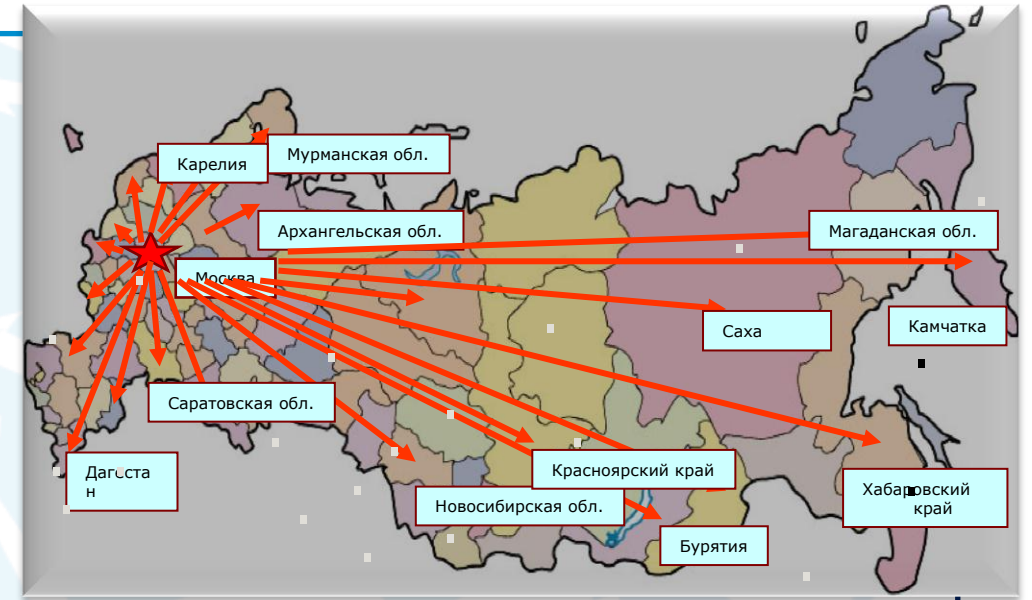 Мурманская обл.
Карелия
Архангельская обл.
Магаданская обл.
Москва
Саха
Камчатка
Саратовская обл.
Дагеста
н
Красноярский край
Хабаровский
край
Новосибирская обл.
Бурятия